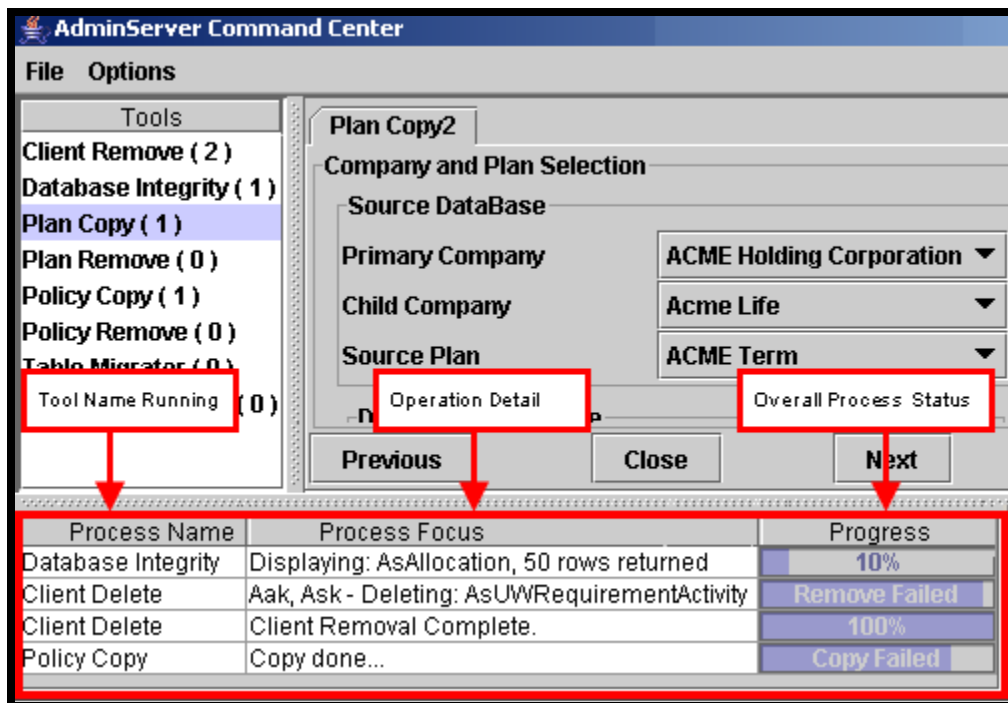 AdminServer Command Center
File Options
Tools
Client Remove ( 2 )
Database Integrity ( 1 )
Plan Copy ( 1 )
Plan Remove ( 0 )
Policy Copy ( 1 )
Policy Remove ( 0 )
Table Migrator ( 0 )
( 0 )
Plan Copy2
Company and Plan Selection
Source DataBase
Primary Company ACME Holding Corporation
Child Company Acme Life
Source Plan ACME Term
Tool Name Running
Operation Detail
Overall Process Status
Previous Close Next
Process Name Process Focus Progress
Database Integrity Displaying: AsAllocation, 50 rows returned 10%
Client Delete Aak, Ask - Deleting: AsUWRequirementActivity Remove Failed
Client Delete Client Removal Complete. 100%
Policy Copy Copy done... Copy Failed